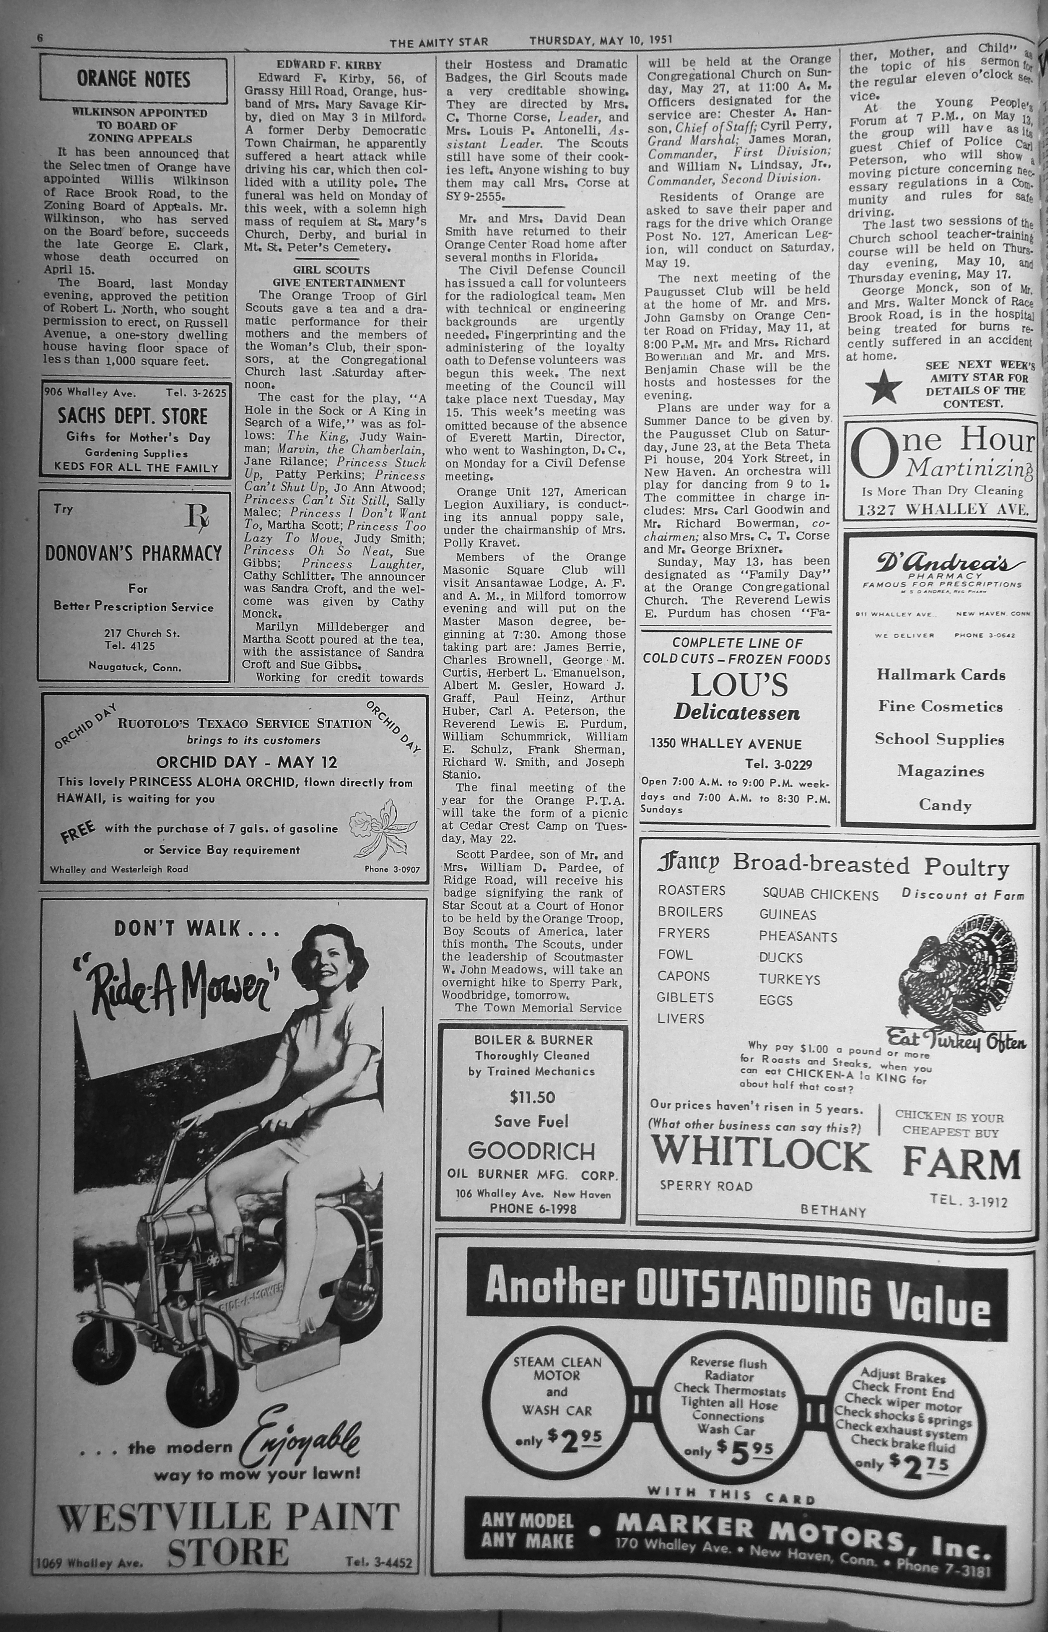 6
THE AMITY STAR THURSDAY, MAY 10, 1951
ORANGE NOTES
WILKINSON APPOINTED
TO BOARD OF
ZONING APPEALS
It has been announced that
the Selectmen of Orange have
appointed Willis Wilkinson
of Race Brook Road, to the
Zoning Board of Appeals. Mr.
Wilkinson, who has served
on the Board before, succeeds
the late George E. Clark,
whose death occurred on
April 15.
The Board, last Monday
evening, approved the petition
of Robert L. North, who sought
permission to erect, on Russell
Avenue, a one-story dwelling
house having floor space of
less than 1,000 square feet.
906 Whalley Ave. Tel. 3-2625
SACHS DEPT. STORE
Gifts for Mother's Day
Gardening Supplies
KEDS FOR ALL THE FAMILY
Try
℞
DONOVAN'S PHARMACY
For
Better Prescription Service
217 Church St.
Tel. 4125
Naugatuck, Conn.
EDWARD F. KIRBY
Edward F. Kirby, 56, of
Grassy Hill Road, Orange, hus-
band of Mrs. Mary Savage Kir-
by, died on May 3 in Milford.
A former Derby Democratic
Town Chairman, he apparently
suffered a heart attack while
driving his car, which then col-
lided with a utility pole. The
funeral was held on Monday of
this week, with a solemn high
mass of requiem at St. Mary's
Church, Derby, and burial in
Mt. St. Peter's Cemetery.
GIRL SCOUTS
GIVE ENTERTAINMENT
The Orange Troop of Girl
Scouts gave a tea and a dra-
matic performance for their
mothers and the members of
the Woman's Club, their spon-
sors, at the Congregational
Church last Saturday after-
noon.
The cast for the play, "A
Hole in the Sock or A King in
Search of a Wife," was as fol-
lows: The King, Judy Wain-
man; Marvin, the Chamberlain,
Jane Rilance; Princess Stuck
Up, Patty Perkins; Princess
Can't Shut Up, Jo Ann Atwood;
Princess Can't Sit Still, Sally
Malec; Princess I Don't Want
To, Martha Scott; Princess Too
Lazy To Move, Judy Smith;
Princess Oh So Neat, Sue
Gibbs; Princess Laughter,
Cathy Schlitter. The announcer
was Sandra Croft, and the wel-
come was given by Cathy
Monck.
Marilyn Milldeberger and
Martha Scott poured at the tea,
with the assistance of Sandra
Croft and Sue Gibbs.
Working for credit towards
their Hostess and Dramatic
Badges, the Girl Scouts made
a very creditable showing.
They are directed by Mrs.
C. Thorne Corse, Leader, and
Mrs. Louis P. Antonelli, As-
sistant Leader. The Scouts
still have some of their cook-
ies left. Anyone wishing to buy
them may call Mrs. Corse at
SY 9-2555.
Mr. and Mrs. David Dean
Smith have returned to their
Orange Center Road home after
several months in Florida.
The Civil Defense Council
has issued a call for volunteers
for the radiological team. Men
with technical or engineering
backgrounds are urgently
needed. Fingerprinting and the
administering of the loyalty
oath to Defense volunteers was
begun this week. The next
meeting of the Council will
take place next Tuesday, May
15. This week's meeting was
omitted because of the absence
of Everett Martin, Director,
who went to Washington, D. C.,
on Monday for a Civil Defense
meeting.
Orange Unit 127, American
Legion Auxiliary, is conduct-
ing its annual poppy sale,
under the chairmanship of Mrs.
Polly Kravet.
Members of the Orange
Masonic Square Club will
visit Ansantawae Lodge, A. F.
and A. M., in Milford tomorrow
evening and will put on the
Master Mason degree, be-
ginning at 7:30. Among those
taking part are: James Berrie,
Charles Brownell, George M.
Curtis, Herbert L. Emanuelson,
Albert M. Gesler, Howard J.
Graff, Paul Heinz, Arthur
Huber, Carl A. Peterson, the
Reverend Lewis E. Purdum,
William Schummrick, William
E. Schulz, Frank Sherman,
Richard W. Smith, and Joseph
Stanio.
The final meeting of the
year for the Orange P.T.A.
will take the form of a picnic
at Cedar Crest Camp on Tues-
day, May 22.
Scott Pardee, son of Mr. and
Mrs. William D. Pardee, of
Ridge Road, will receive his
badge signifying the rank of
Star Scout at a Court of Honor
to be held by the Orange Troop,
Boy Scouts of America, later
this month. The Scouts, under
the leadership of Scoutmaster
W. John Meadows, will take an
overnight hike to Sperry Park,
Woodbridge, tomorrow.
The Town Memorial Service
will be held at the Orange
Congregational Church on Sun-
day, May 27, at 11:00 A. M.
Officers designated for the
service are: Chester A. Han-
son, Chief of Staff; Cyril Perry,
Grand Marshal; James Moran,
Commander, First Division;
and William N. Lindsay, Jr.,
Commander, Second Division.
Residents of Orange are
asked to save their paper and
rags for the drive which Orange
Post No. 127, American Leg-
ion, will conduct on Saturday,
May 19.
The next meeting of the
Paugusset Club will be held
at the home of Mr. and Mrs.
John Gamsby on Orange Cen-
ter Road on Friday, May 11, at
8:00 P.M. Mr. and Mrs. Richard
Bowerman and Mr. and Mrs.
Benjamin Chase will be the
hosts and hostesses for the
evening.
Plans are under way for a
Summer Dance to be given by
the Paugusset Club on Satur-
day, June 23, at the Beta Theta
Pi house, 204 York Street, in
New Haven. An orchestra will
play for dancing from 9 to 1.
The committee in charge in-
cludes: Mrs. Carl Goodwin and
Mr. Richard Bowerman, co-
chairmen; also Mrs. C. T. Corse
and Mr. George Brixner.
Sunday, May 13, has been
designated as "Family Day"
at the Orange Congregational
Church. The Reverend Lewis
E. Purdum has chosen "Fa-
ther, Mother, and Child" as
the topic of his sermon for
the regular eleven o'clock ser-
vice.
At the Young People's
Forum at 7 P.M., on May 13,
the group will have as its
guest Chief of Police Carl
Peterson, who will show a
moving picture concerning nec-
essary regulations in a Com-
munity and rules for safe
driving.
The last two sessions of the
Church school teacher-training
course will be held on Thurs-
day evening, May 10, and
Thursday evening, May 17.
George Monck, son of Mr.
and Mrs. Walter Monck of Race
Brook Road, is in the hospital
being treated for burns re-
cently suffered in an accident
at home.
SEE NEXT WEEK'S
AMITY STAR FOR
DETAILS OF THE
CONTEST.
One Hour
Martinizing
Is More Than Dry Cleaning
1327 WHALLEY AVE.
D'Andrea's
PHARMACY
FAMOUS FOR PRESCRIPTIONS
M S D'ANDREA, REG PHARM
911 WHALLEY AVE. NEW HAVEN CONN
WE DELIVER PHONE 3-0642
Hallmark Cards
Fine Cosmetics
School Supplies
Magazines
Candy
COMPLETE LINE OF
COLD CUTS – FROZEN FOODS
LOU'S
Delicatessen
1350 WHALLEY AVENUE
Tel. 3-0229
Open 7:00 A.M. to 9:00 P.M. week-
days and 7:00 A.M. to 8:30 P.M.
Sundays
ORCHID DAY
ORCHID DAY
RUOTOLO'S TEXACO SERVICE STATION
brings to its customers
ORCHID DAY - MAY 12
This lovely PRINCESS ALOHA ORCHID, flown directly from
HAWAII, is waiting for you
FREE with the purchase of 7 gals. of gasoline
or Service Bay requirement
Whalley and Westerleigh Road Phone 3-0907
DON'T WALK . . .
"Ride-A-Mower"
RIDE-A-MOWER
. . . the modern Enjoyable
way to mow your lawn!
WESTVILLE PAINT
STORE
1069 Whalley Ave. Tel. 3-4452
BOILER & BURNER
Thoroughly Cleaned
by Trained Mechanics
$11.50
Save Fuel
GOODRICH
OIL BURNER MFG. CORP.
106 Whalley Ave. New Haven
PHONE 6-1998
Fancy Broad-breasted Poultry
ROASTERS
BROILERS
FRYERS
FOWL
CAPONS
GIBLETS
LIVERS
SQUAB CHICKENS
GUINEAS
PHEASANTS
DUCKS
TURKEYS
EGGS
Discount at Farm
Eat Turkey Often
Why pay $1.00 a pound or more
for Roasts and Steaks, when you
can eat CHICKEN-A la KING for
about half that cost?
Our prices haven't risen in 5 years.
(What other business can say this?)
CHICKEN IS YOUR
CHEAPEST BUY
WHITLOCK FARM
SPERRY ROAD
BETHANY
TEL. 3-1912
Another OUTSTANDING Value
STEAM CLEAN
MOTOR
and
WASH CAR
only $2.95
Reverse flush
Radiator
Check Thermostats
Tighten all Hose
Connections
Wash Car
only $5.95
Adjust Brakes
Check Front End
Check wiper motor
Check shocks & springs
Check exhaust system
Check brake fluid
only $2.75
WITH THIS CARD
ANY MODEL
ANY MAKE
• MARKER MOTORS, Inc.
170 Whalley Ave. • New Haven, Conn. • Phone 7-3181